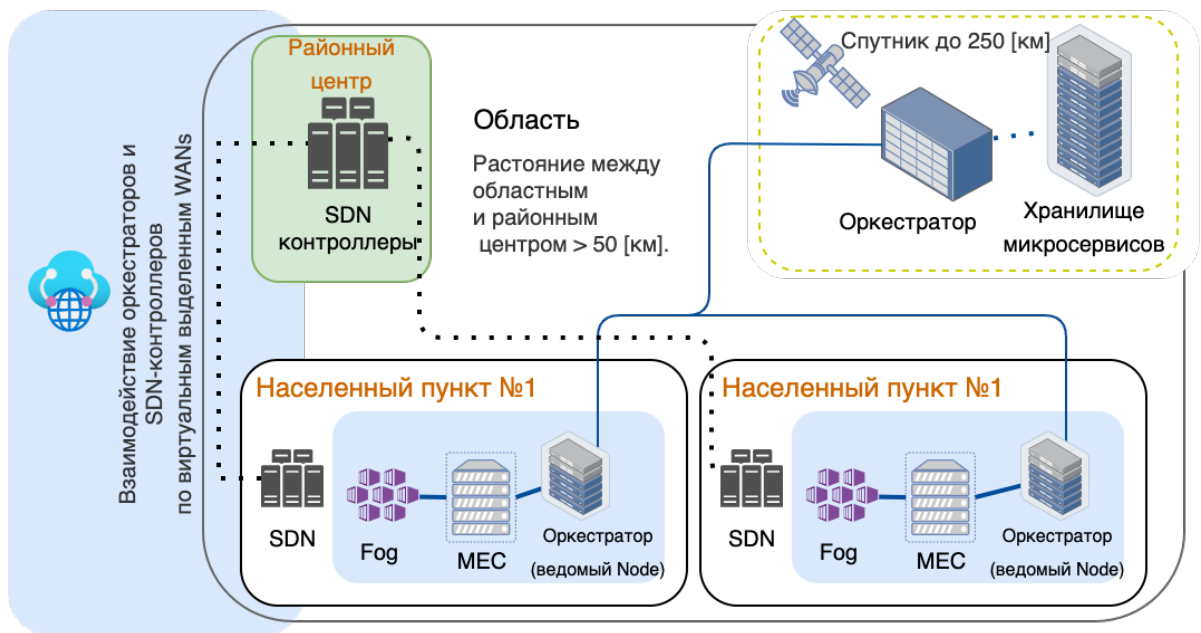 Взаимодействие оркестраторов и
SDN-контроллеров
по виртуальным выделенным WANs
Районный
центр
SDN
контроллеры
Область
Растояние между
областным
и районным
центром > 50 [км].
Спутник до 250 [км]
Оркестратор
Хранилище
микросервисов
Населенный пункт №1
SDN
Fog
MEC
Оркестратор
(ведомый Node)
Населенный пункт №1
SDN
Fog
MEC
Оркестратор
(ведомый Node)